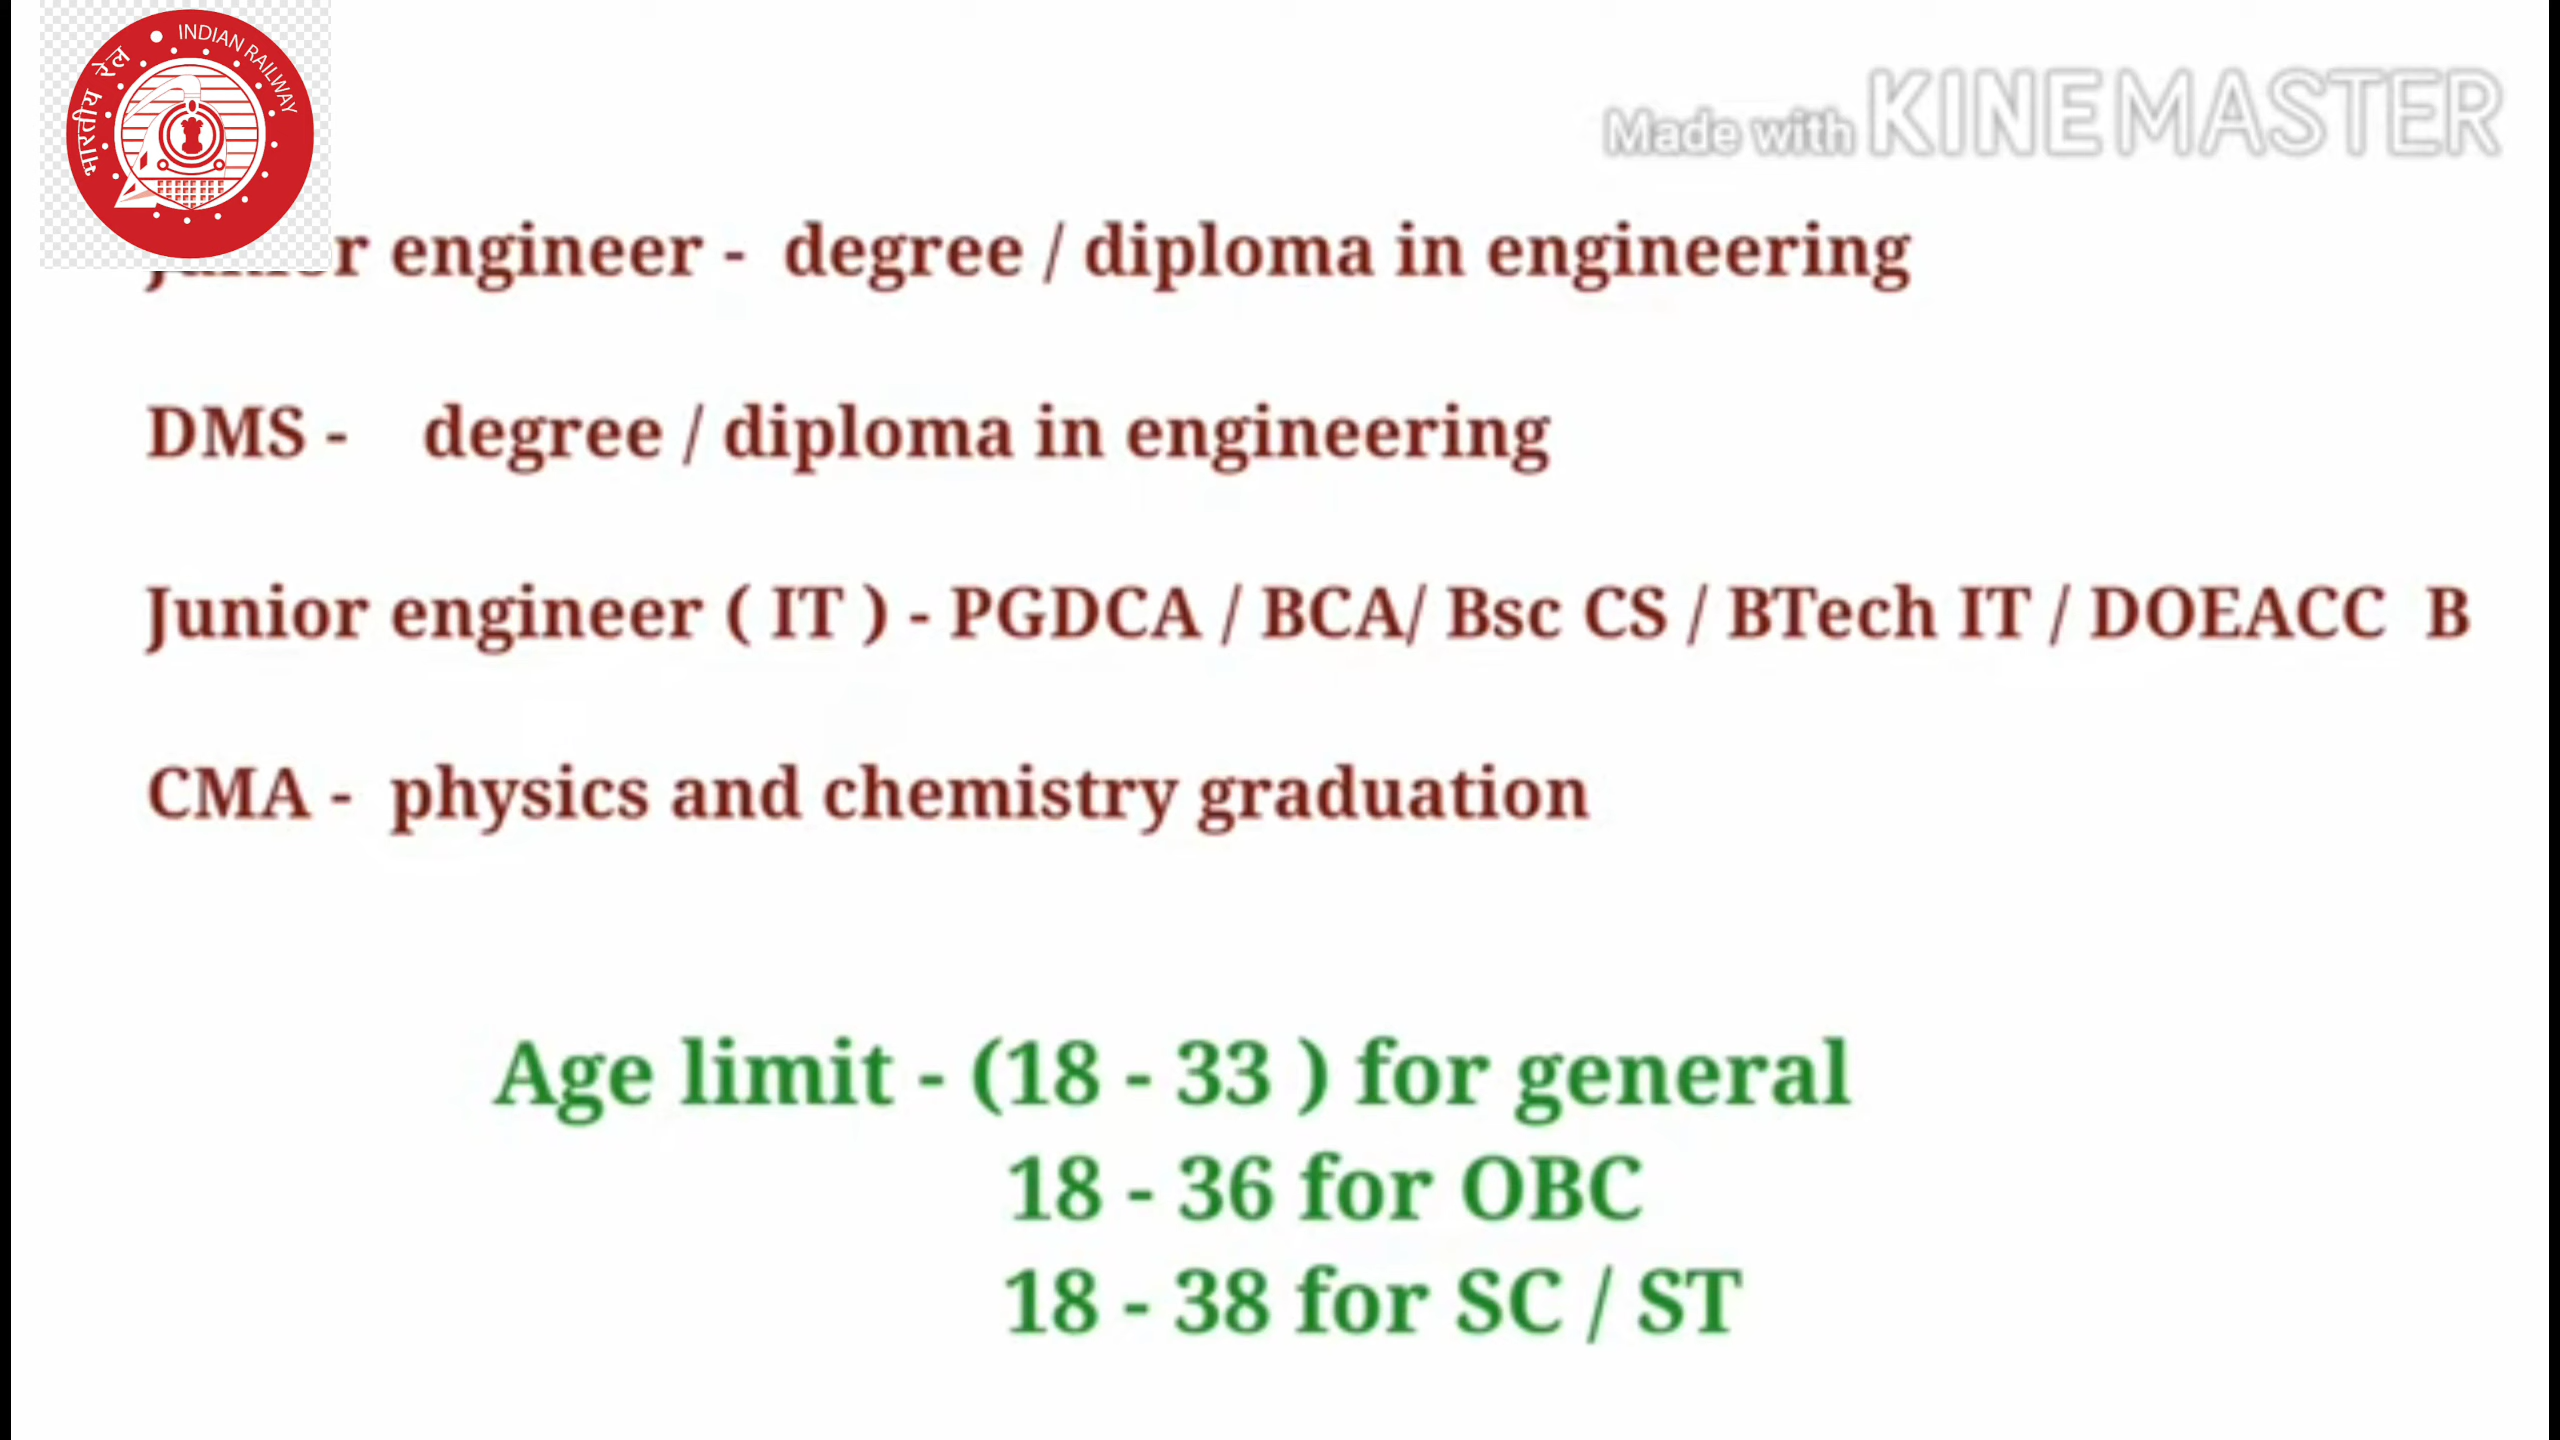 भारतीय रेल
INDIAN RAILWAY
Made with KINEMASTER
Junior engineer - degree / diploma in engineering
DMS - degree / diploma in engineering
Junior engineer ( IT ) - PGDCA / BCA/ Bsc CS / BTech IT / DOEACC B
CMA - physics and chemistry graduation
Age limit - (18 - 33 ) for general
18 - 36 for OBC
18 - 38 for SC / ST